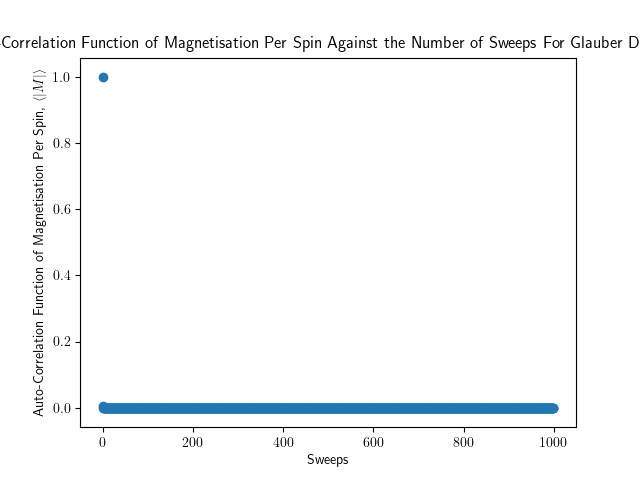 -Correlation Function of Magnetisation Per Spin Against the Number of Sweeps For Glauber D
Auto-Correlation Function of Magnetisation Per Spin, ⟨|M|⟩
1.0
0.8
0.6
0.4
0.2
0.0
0 200 400 600 800 1000
Sweeps